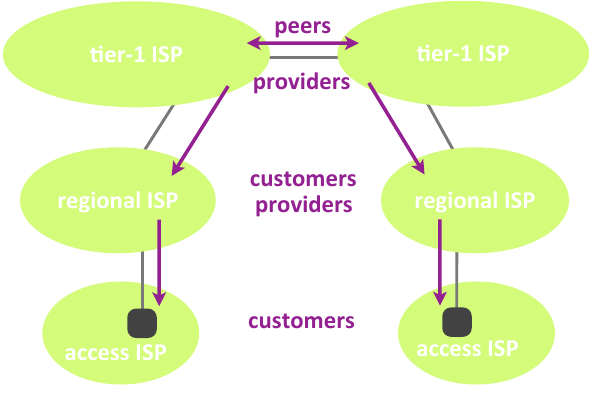 peers
tier-1 ISP
tier-1 ISP
providers
customers
regional ISP
regional ISP
providers
customers
access ISP
access ISP